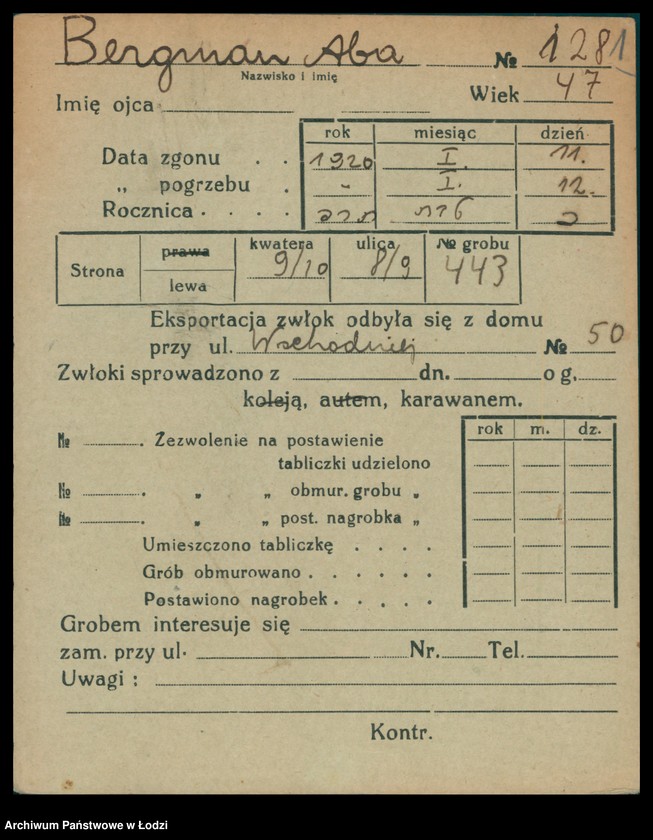 Bergman Aba № 1281
Nazwisko i imię
Wiek 47
Imię ojca
rok miesiąc dzień
Data zgonu . . 1920 I. 11.
„ pogrzebu . - I. 12.
Rocznica . . . .
Strona prawa lewa kwatera 9/10 ulica 8/9 № grobu 443
Eksportacja zwłok odbyła się z domu
przy ul. Wschodniej № 50
Zwłoki sprowadzono z dn. o g.
koleją, autem, karawanem.
rok m. dz.
№ . Zezwolenie na postawienie
tabliczki udzielono
№ . „ „ obmur. grobu „
№ . „ „ post. nagrobka „
Umieszczono tabliczkę . . . .
Grób obmurowano . . . . . .
Postawiono nagrobek . . . . .
Grobem interesuje się
zam. przy ul. Nr. Tel.
Uwagi :
Kontr.
Archiwum Państwowe w Łodzi